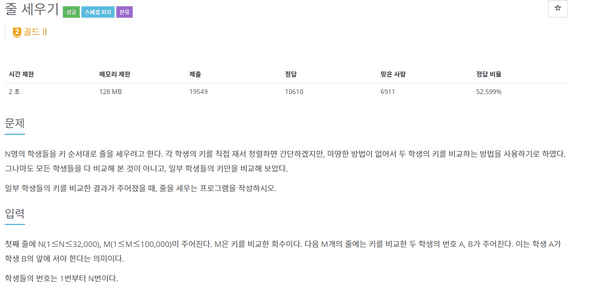 줄 세우기 성공 스페셜 저지 분류
☆
2 골드 II
시간 제한 메모리 제한 제출 정답 맞은 사람 정답 비율
2 초 128 MB 19549 10610 6911 52.599%
문제
N명의 학생들을 키 순서대로 줄을 세우려고 한다. 각 학생의 키를 직접 재서 정렬하면 간단하겠지만, 마땅한 방법이 없어서 두 학생의 키를 비교하는 방법을 사용하기로 하였다.
그나마도 모든 학생들을 다 비교해 본 것이 아니고, 일부 학생들의 키만을 비교해 보았다.
일부 학생들의 키를 비교한 결과가 주어졌을 때, 줄을 세우는 프로그램을 작성하시오.
입력
첫째 줄에 N(1≤N≤32,000), M(1≤M≤100,000)이 주어진다. M은 키를 비교한 회수이다. 다음 M개의 줄에는 키를 비교한 두 학생의 번호 A, B가 주어진다. 이는 학생 A가
학생 B의 앞에 서야 한다는 의미이다.
학생들의 번호는 1번부터 N번이다.